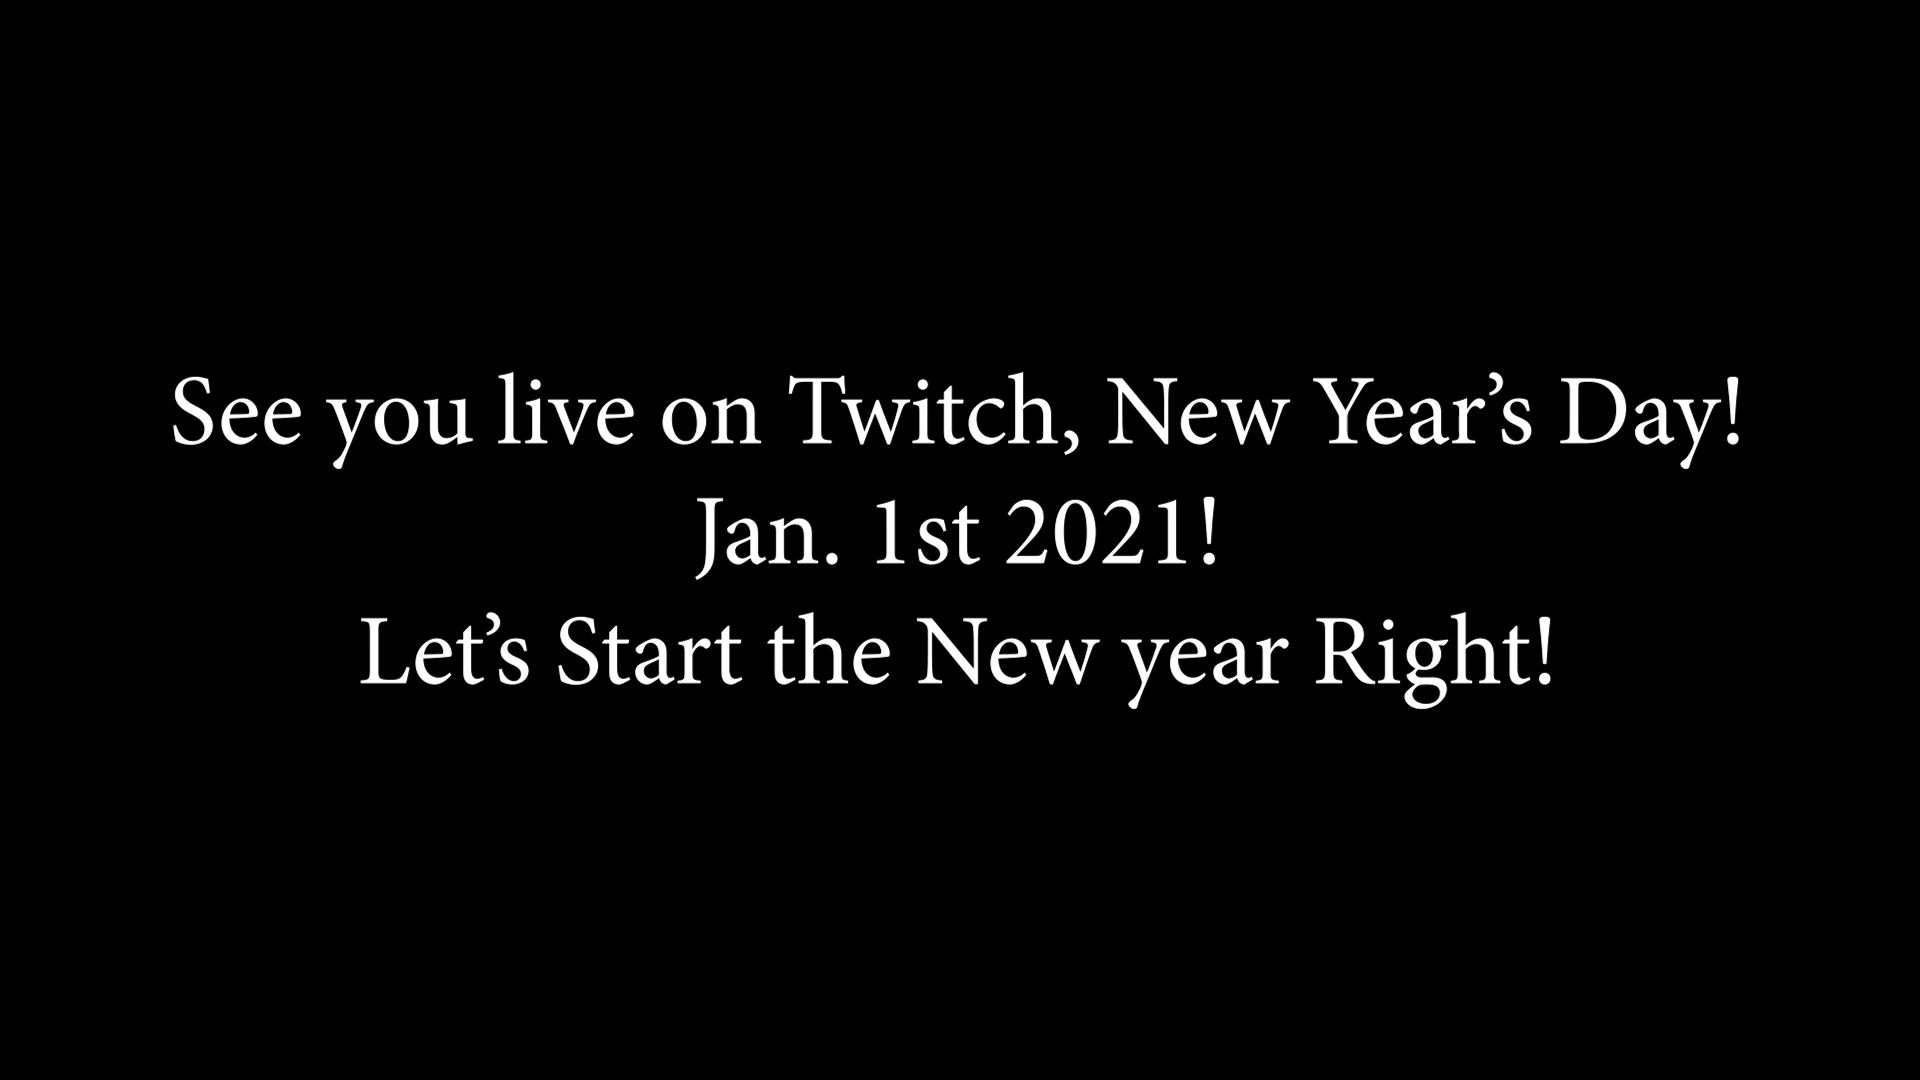 See you live on Twitch, New Year’s Day!
Jan. 1st 2021!
Let’s Start the New year Right!